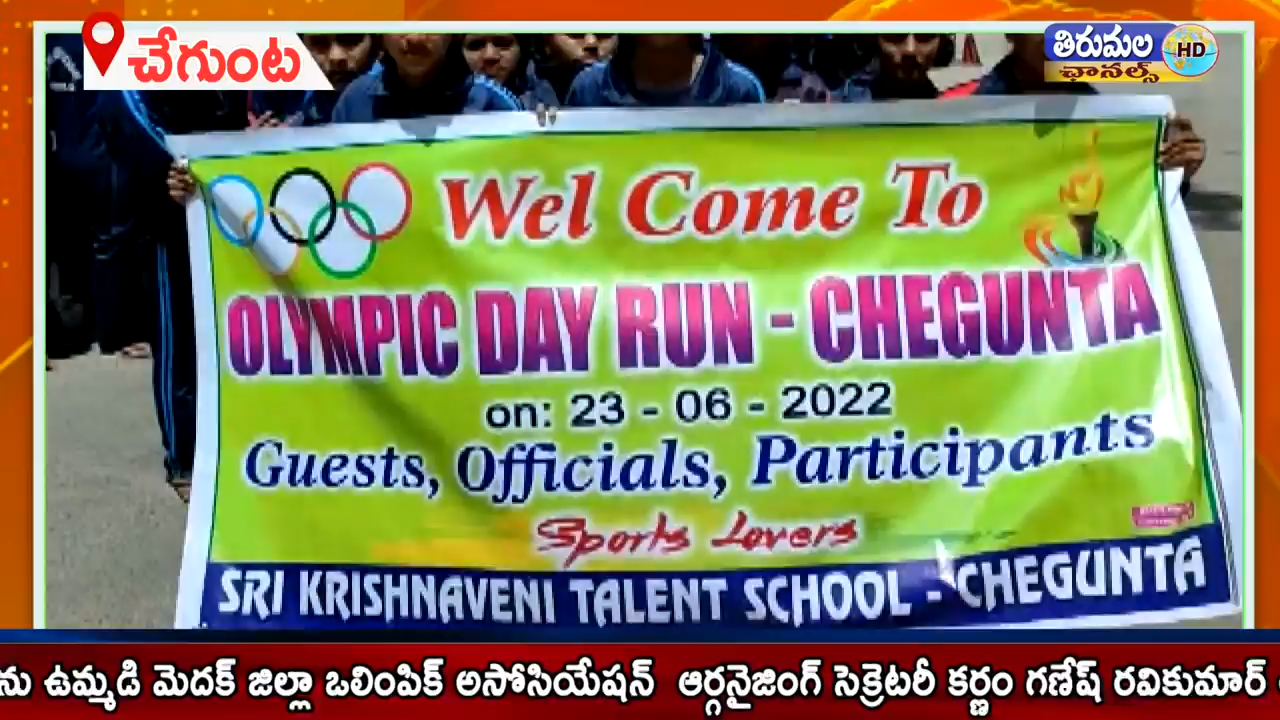 చేగుంట
తిరుమల
ఛానల్స్
HD
Wel Come To
OLYMPIC DAY RUN - CHEGUNTA
on: 23 - 06 - 2022
Guests, Officials, Participants
Sports Lovers
SRI KRISHNAVENI TALENT SCHOOL - CHEGUNTA
ను ఉమ్మడి మెదక్ జిల్లా ఒలింపిక్ అసోసియేషన్ ఆర్గనైజింగ్ సెక్రెటరీ కర్ణం గణేష్ రవికుమార్